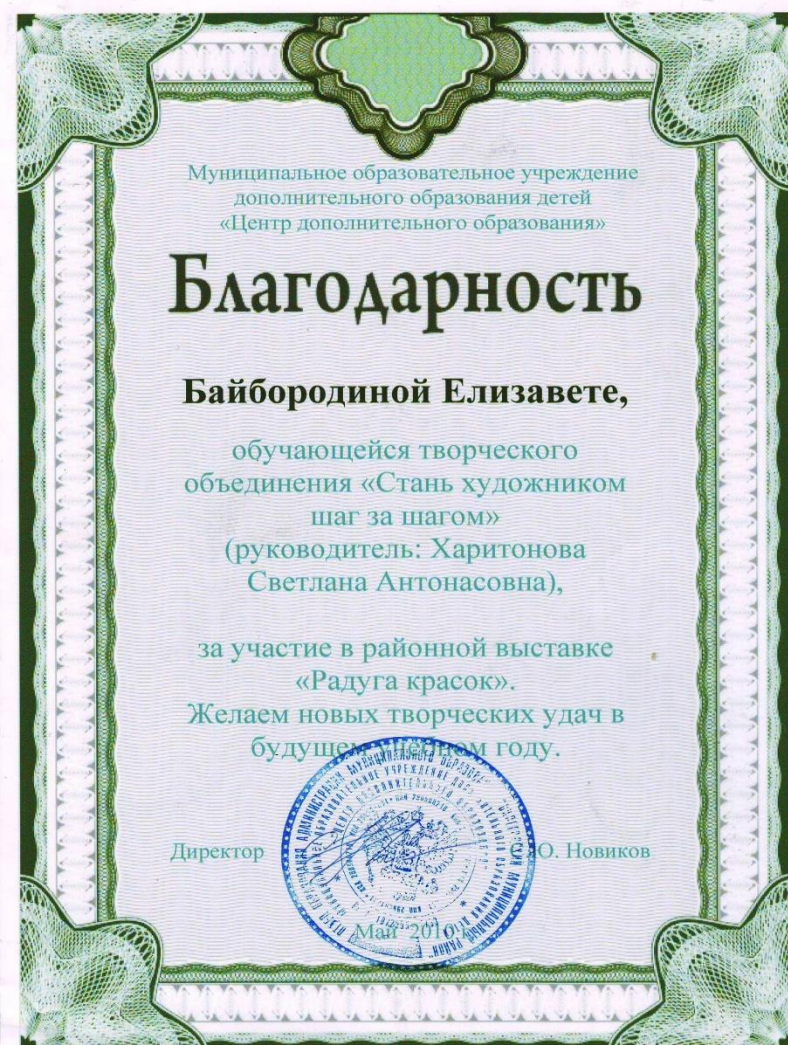 Муниципальное образовательное учреждение
дополнительного образования детей
«Центр дополнительного образования»
Благодарность
Байбородиной Елизавете,
обучающейся творческого
объединения «Стань художником
шаг за шагом»
(руководитель: Харитонова
Светлана Антонасовна),
за участие в районной выставке
«Радуга красок».
Желаем новых творческих удач в
будущем учебном году.
Директор Ю. Новиков
Май 2010